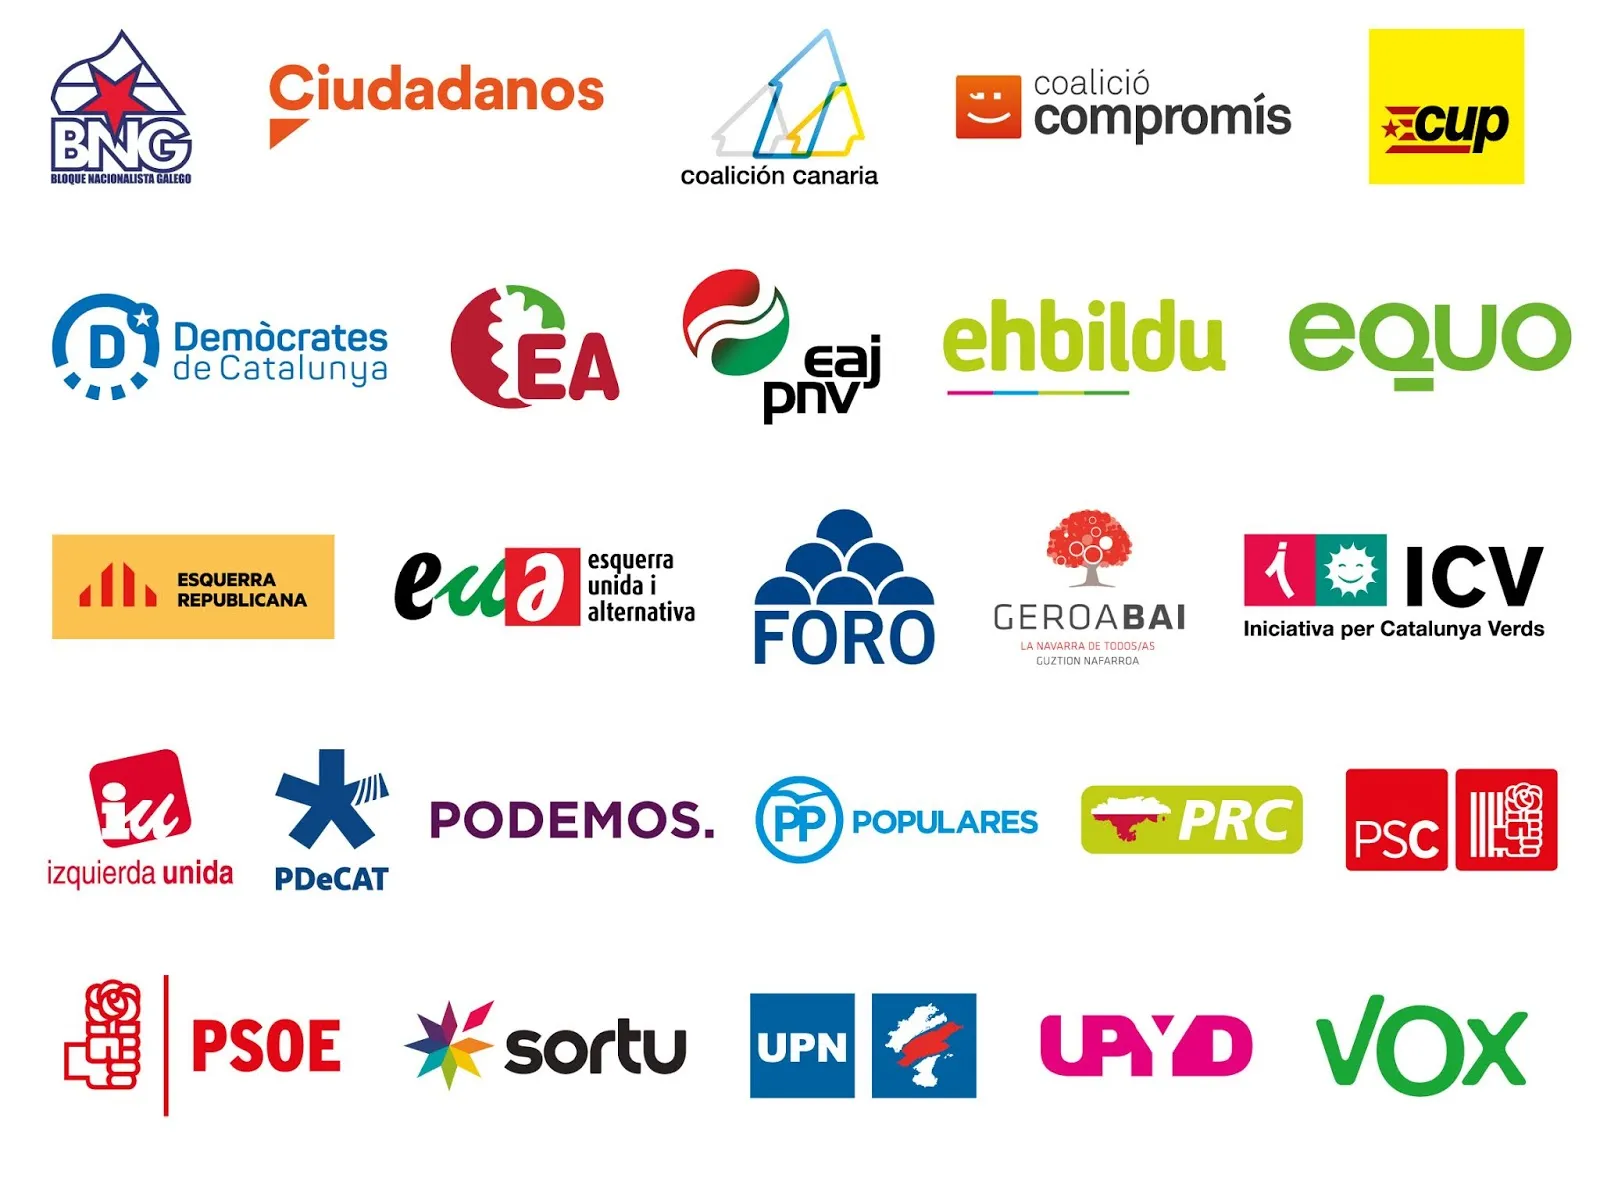 BNG
BLOQUE NACIONALISTA GALEGO
Ciudadanos
coalición canaria
coalició
compromís
cup
D
Demòcrates
de Catalunya
EA
eaj
pnv
ehbildu
eQUO
ESQUERRA
REPUBLICANA
eua
esquerra
unida i
alternativa
FORO
GEROABAI
LA NAVARRA DE TODOS/AS
GUZTION NAFARROA
i
ICV
Iniciativa per Catalunya Verds
iu
izquierda unida
PDeCAT
PODEMOS.
PP
POPULARES
PRC
PSC
PSOE
sortu
UPN
UPYD
VOX